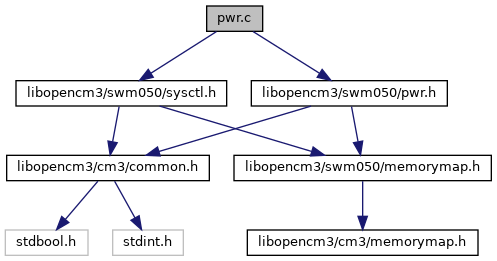 pwr.c
libopencm3/swm050/sysctl.h
libopencm3/swm050/pwr.h
libopencm3/cm3/common.h
libopencm3/swm050/memorymap.h
stdbool.h
stdint.h
libopencm3/cm3/memorymap.h